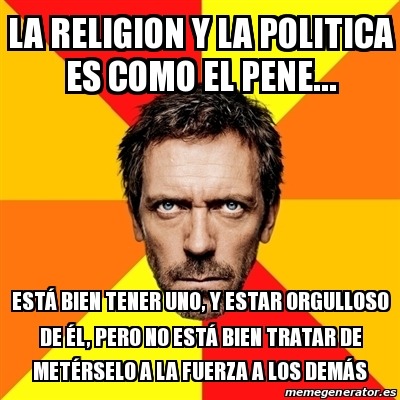 LA RELIGION Y LA POLITICA
ES COMO EL PENE...
ESTÁ BIEN TENER UNO, Y ESTAR ORGULLOSO
DE ÉL, PERO NO ESTÁ BIEN TRATAR DE
METÉRSELO A LA FUERZA A LOS DEMÁS
memegenerator.es